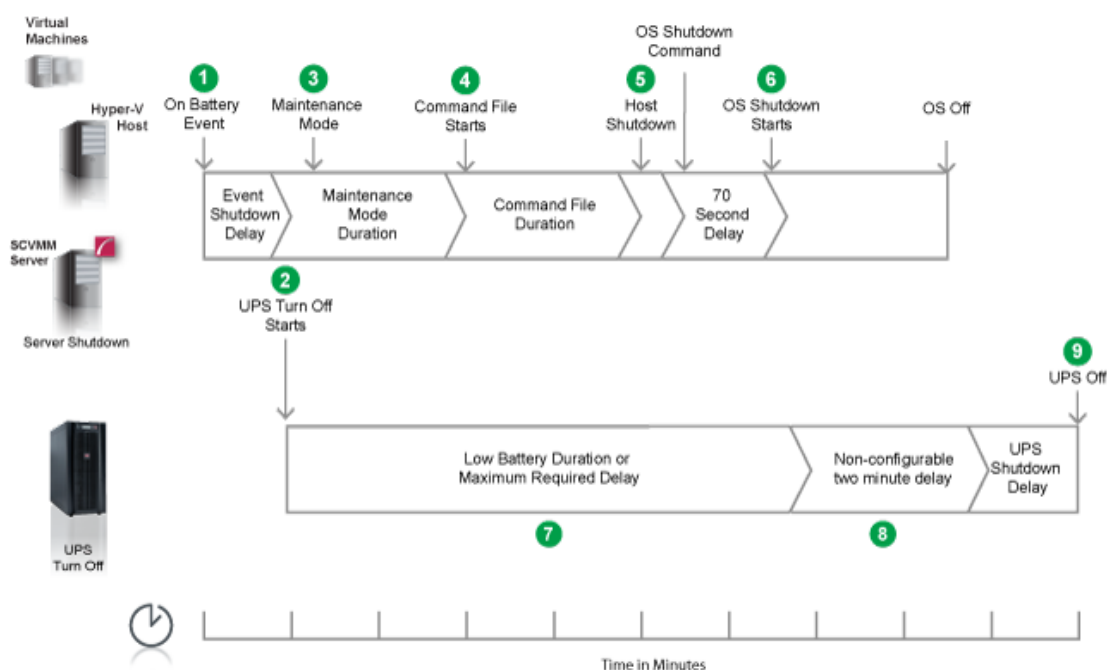 Virtual
Machines
OS Shutdown
Command
1
3
4
5
6
Hyper-V
Host
On Battery
Event
Maintenance
Mode
Command File
Starts
Host
Shutdown
OS Shutdown
Starts
OS Off
Event
Shutdown
Delay
Maintenance
Mode
Duration
Command File
Duration
70
Second
Delay
SCVMM
Server
Server Shutdown
2
UPS Turn Off
Starts
9
UPS Off
Low Battery Duration or
Maximum Required Delay
Non-configurable
two minute delay
UPS
Shutdown
Delay
7
8
UPS
Turn Off
Time in Minutes